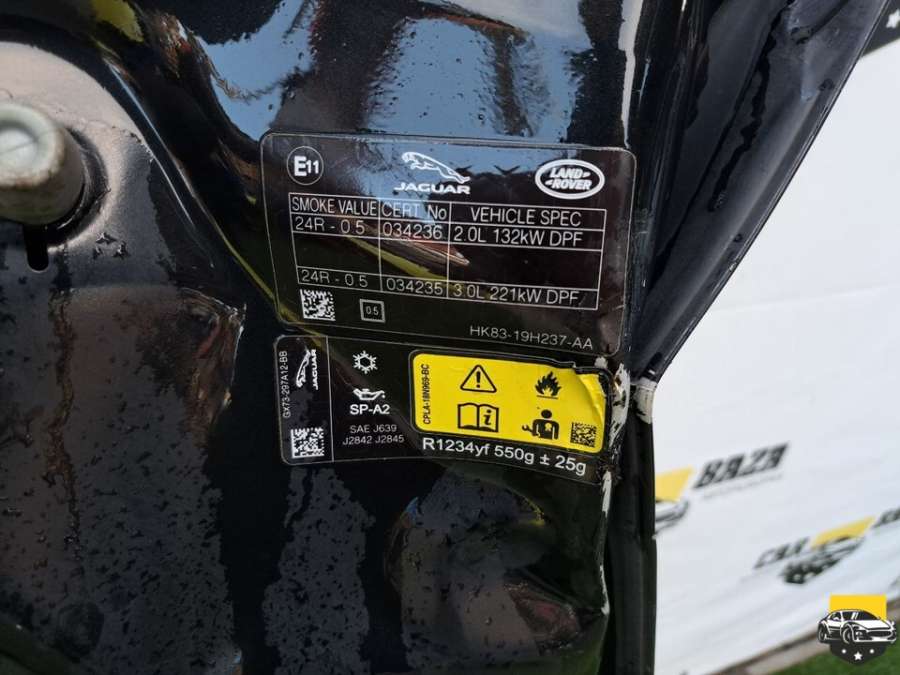 E11
JAGUAR
LAND-
-ROVER
SMOKE VALUE CERT. No VEHICLE SPEC
24R - 0.5 034236 2.0L 132kW DPF
24R - 0.5 034235 3.0L 221kW DPF
0.5
HK83-19H237-AA
GX73-297A12-BB
JAGUAR
SP-A2
SAE J639
J2842 J2845
CPLA-18N969-BC
R1234yf 550g ± 25g
BAZA
CAR